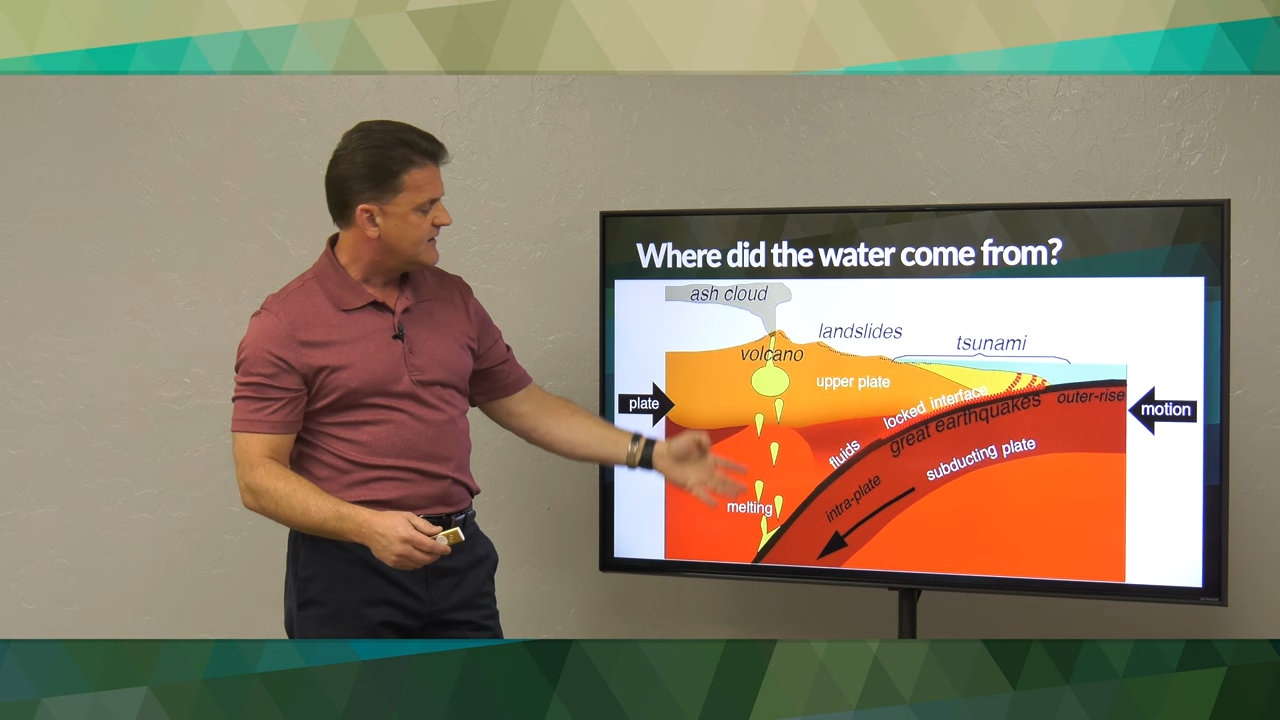 Where did the water come from?
ash cloud
landslides
tsunami
volcano
upper plate
plate
locked interface
outer-rise
motion
great earthquakes
fluids
subducting plate
intra-plate
melting